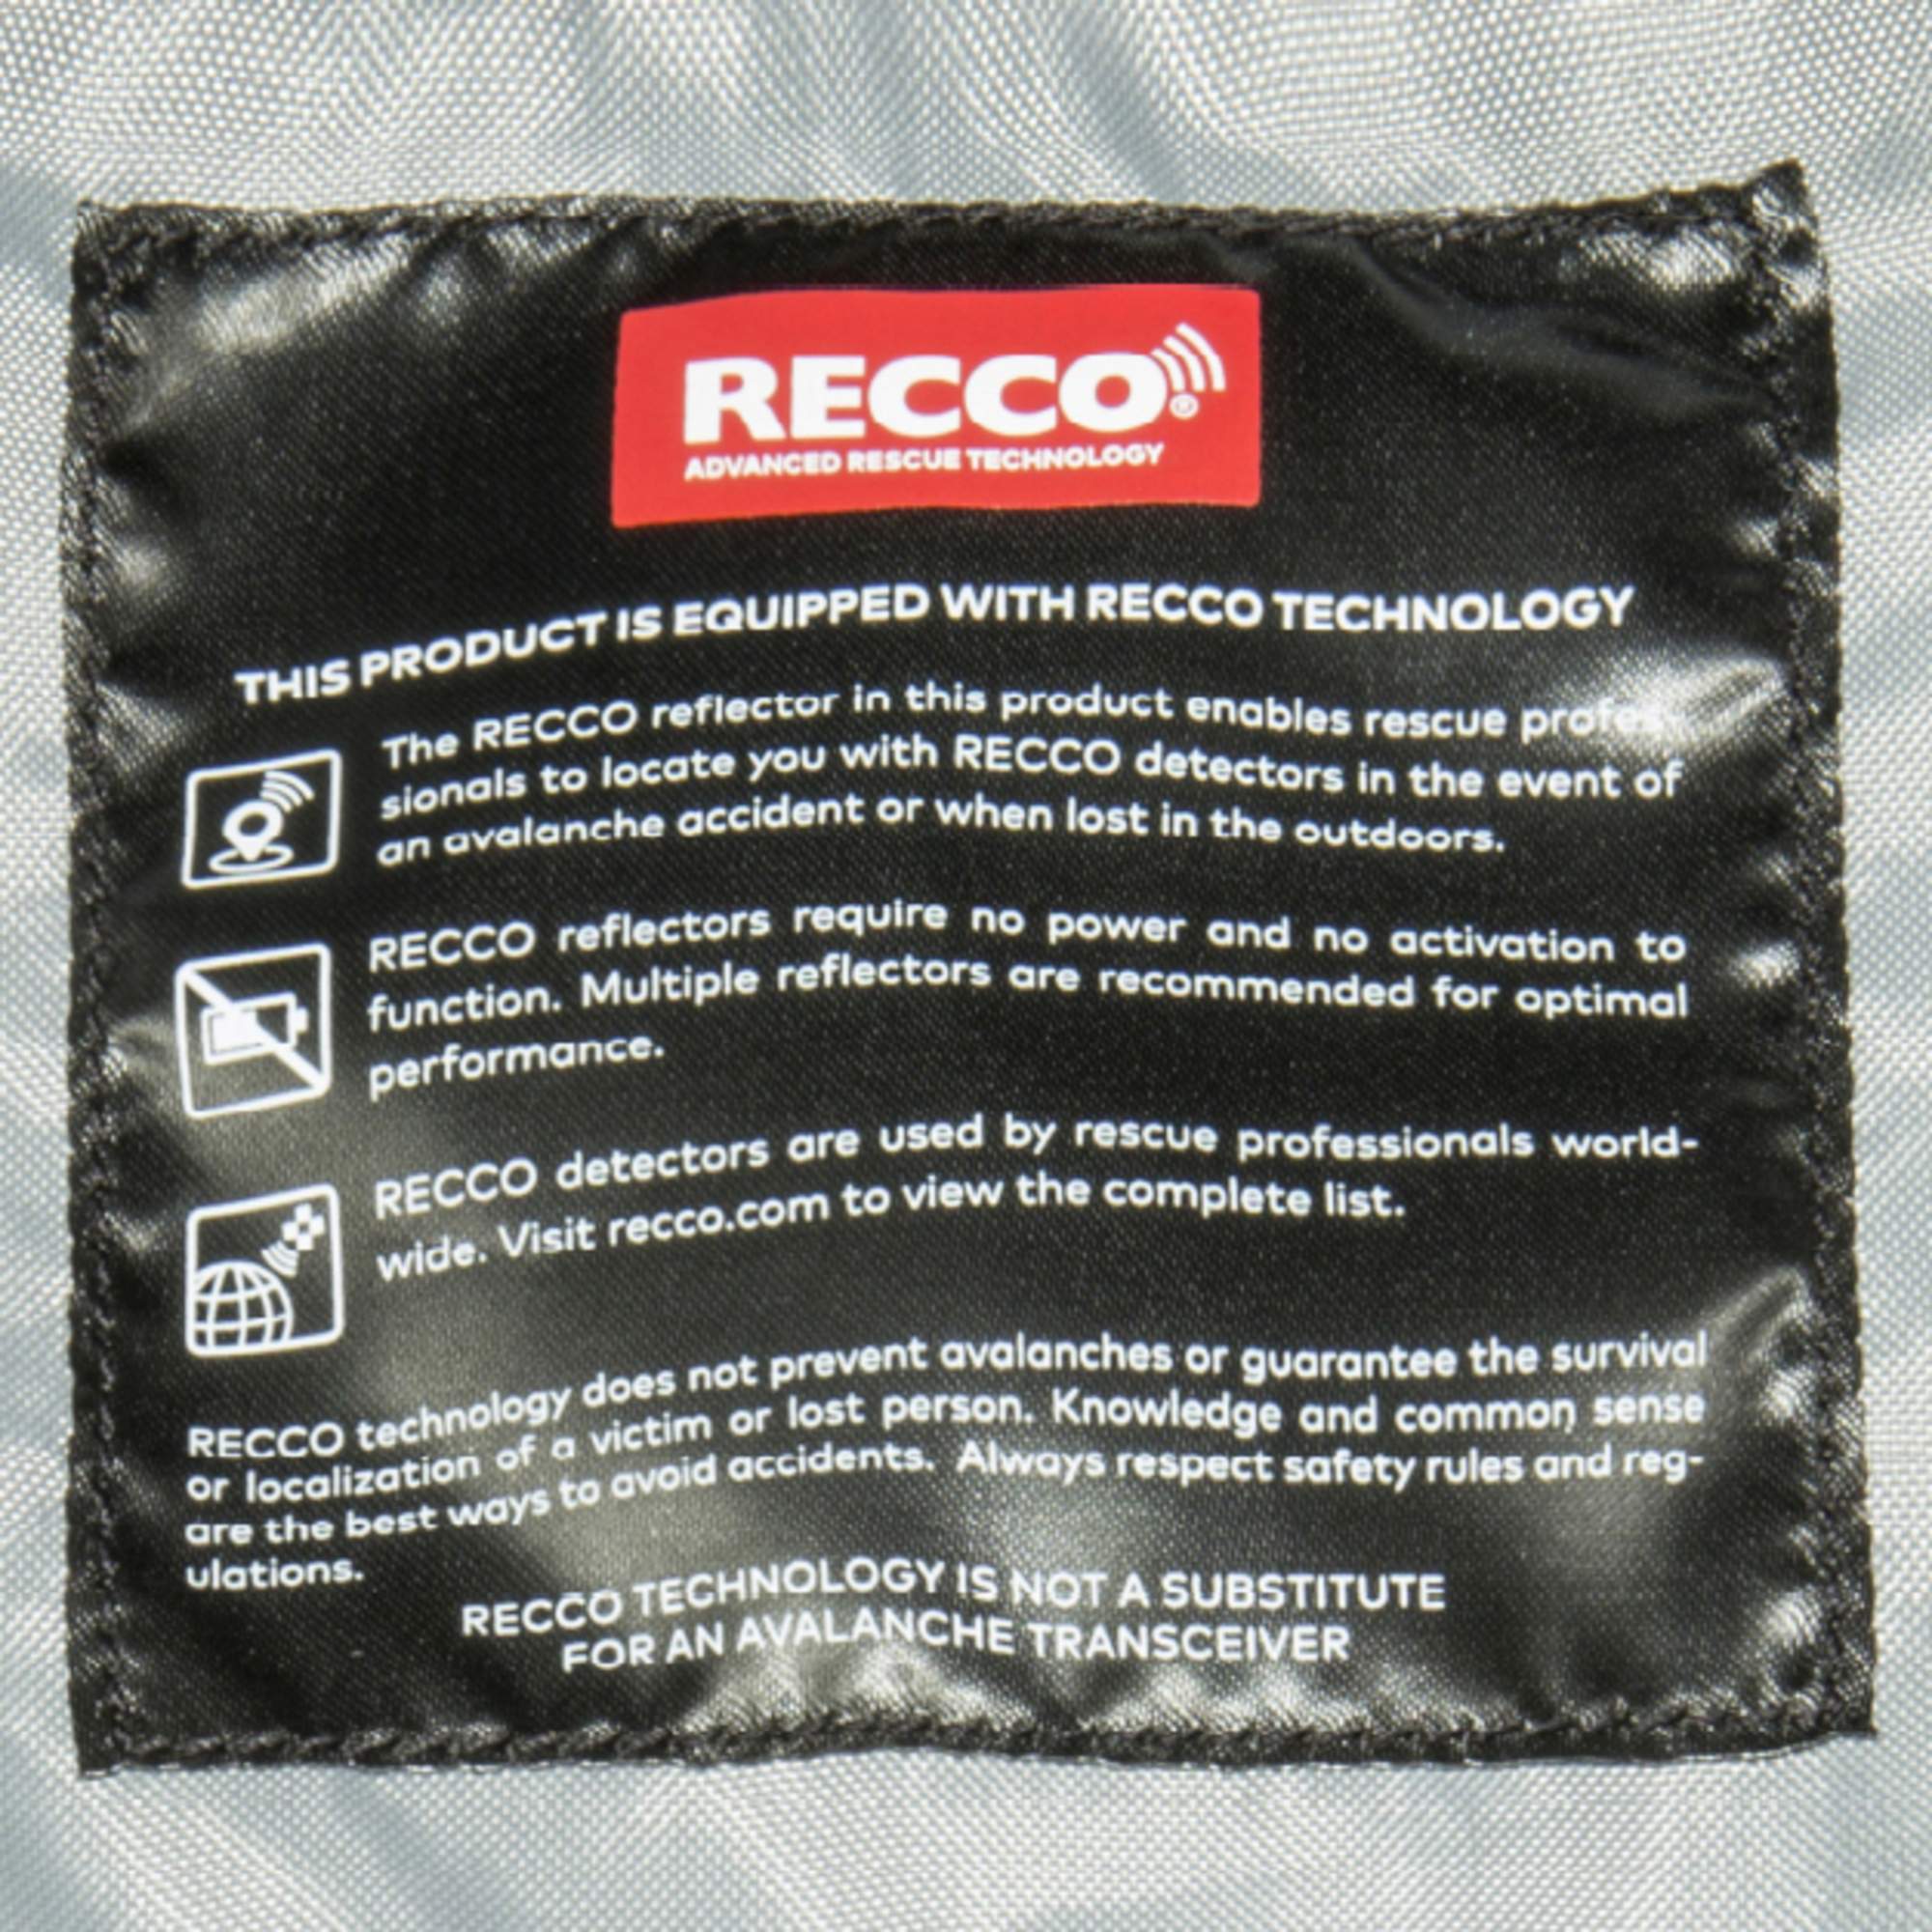 RECCO®
ADVANCED RESCUE TECHNOLOGY
THIS PRODUCT IS EQUIPPED WITH RECCO TECHNOLOGY
The RECCO reflector in this product enables rescue profes-
sionals to locate you with RECCO detectors in the event of
an avalanche accident or when lost in the outdoors.
RECCO reflectors require no power and no activation to
function. Multiple reflectors are recommended for optimal
performance.
RECCO detectors are used by rescue professionals world-
wide. Visit recco.com to view the complete list.
RECCO technology does not prevent avalanches or guarantee the survival
or localization of a victim or lost person. Knowledge and common sense
are the best ways to avoid accidents. Always respect safety rules and reg-
ulations.
RECCO TECHNOLOGY IS NOT A SUBSTITUTE
FOR AN AVALANCHE TRANSCEIVER